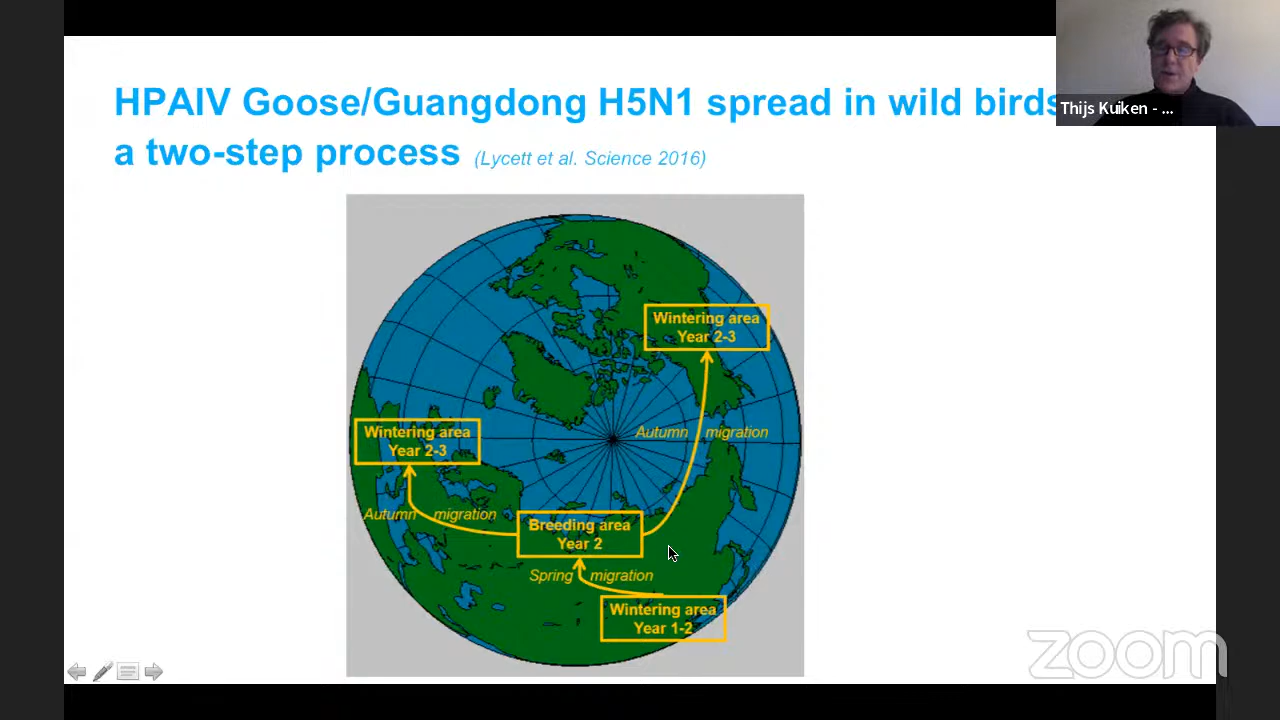 HPAIV Goose/Guangdong H5N1 spread in wild birds
a two-step process (Lycett et al. Science 2016)
Thijs Kuiken - ...
Wintering area
Year 2-3
Autumn migration
Wintering area
Year 2-3
Autumn migration
Breeding area
Year 2
Spring migration
Wintering area
Year 1-2
zoom